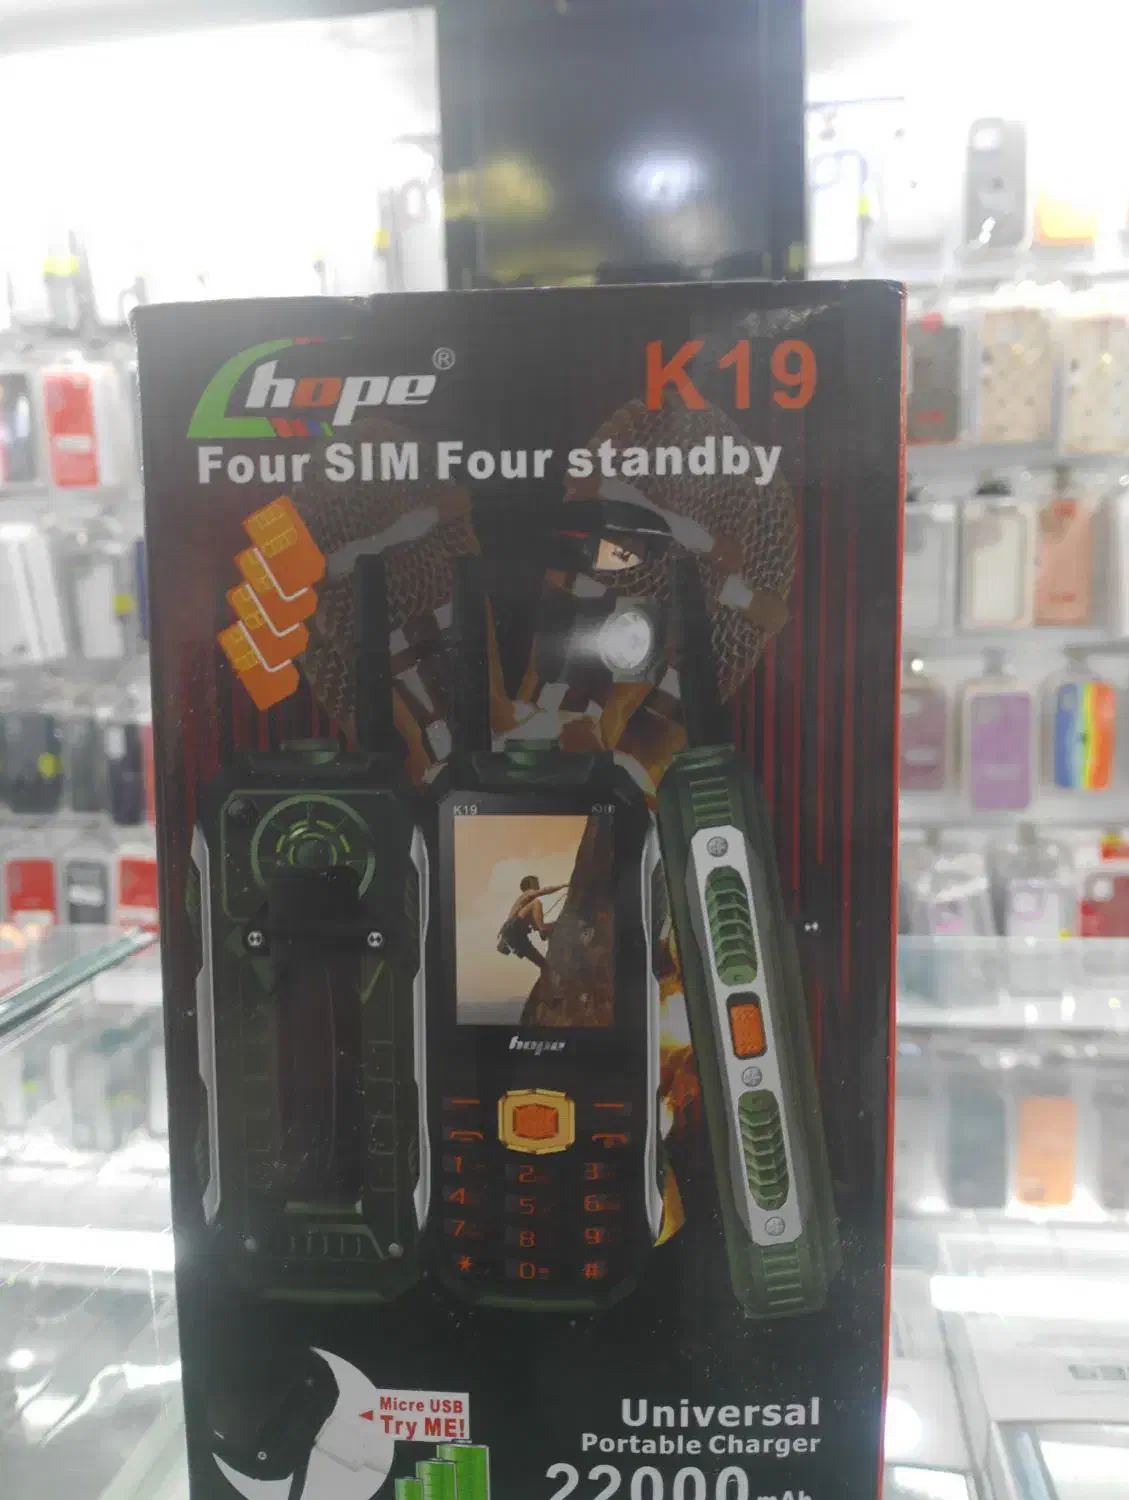 hope®
K19
Four SIM Four standby
K19
hope
1
2
3
4
5
6
7
8
9
*
0
#
Micre USB
Try ME!
Universal
Portable Charger
22000mAh